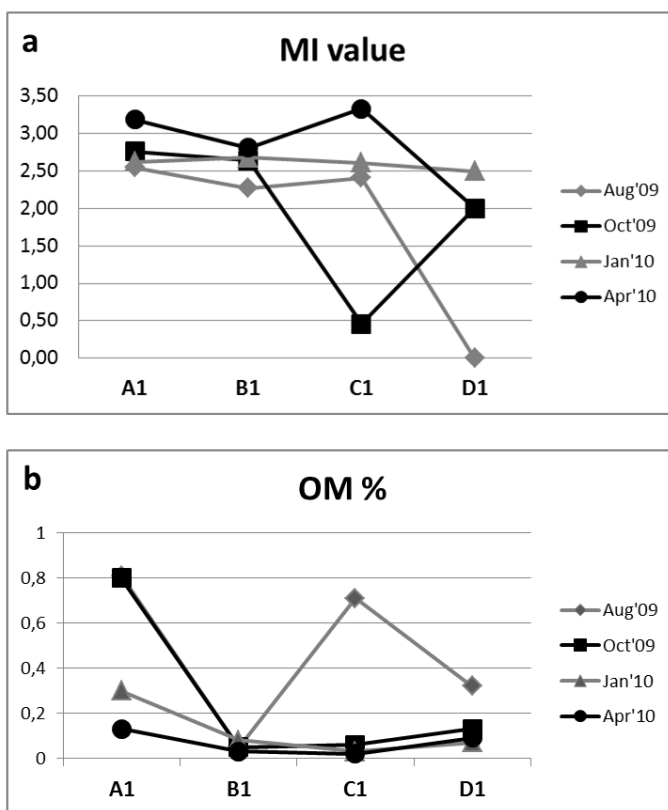 a
MI value
3,50
3,00
2,50
2,00
1,50
1,00
0,50
0,00
A1 B1 C1 D1
Aug'09
Oct'09
Jan'10
Apr'10
b
OM %
1
0,8
0,6
0,4
0,2
0
A1 B1 C1 D1
Aug'09
Oct'09
Jan'10
Apr'10